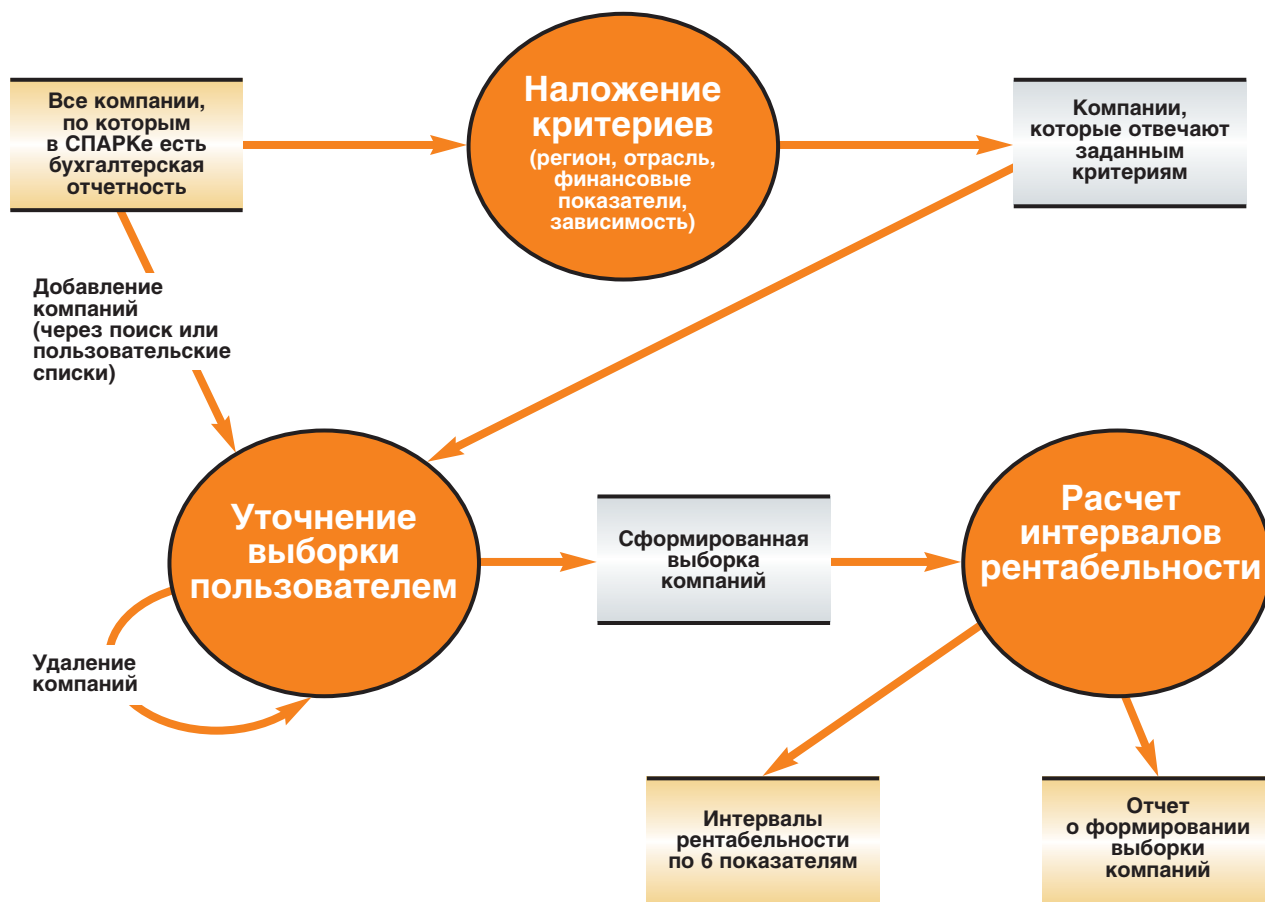 Все компании,
по которым
в СПАРКе есть
бухгалтерская
отчетность
Наложение
критериев
(регион, отрасль,
финансовые
показатели,
зависимость)
Компании,
которые отвечают
заданным
критериям
Добавление
компаний
(через поиск или
пользовательские
списки)
Уточнение
выборки
пользователем
Сформированная
выборка
компаний
Расчет
интервалов
рентабельности
Удаление
компаний
Интервалы
рентабельности
по 6 показателям
Отчет
о формировании
выборки
компаний